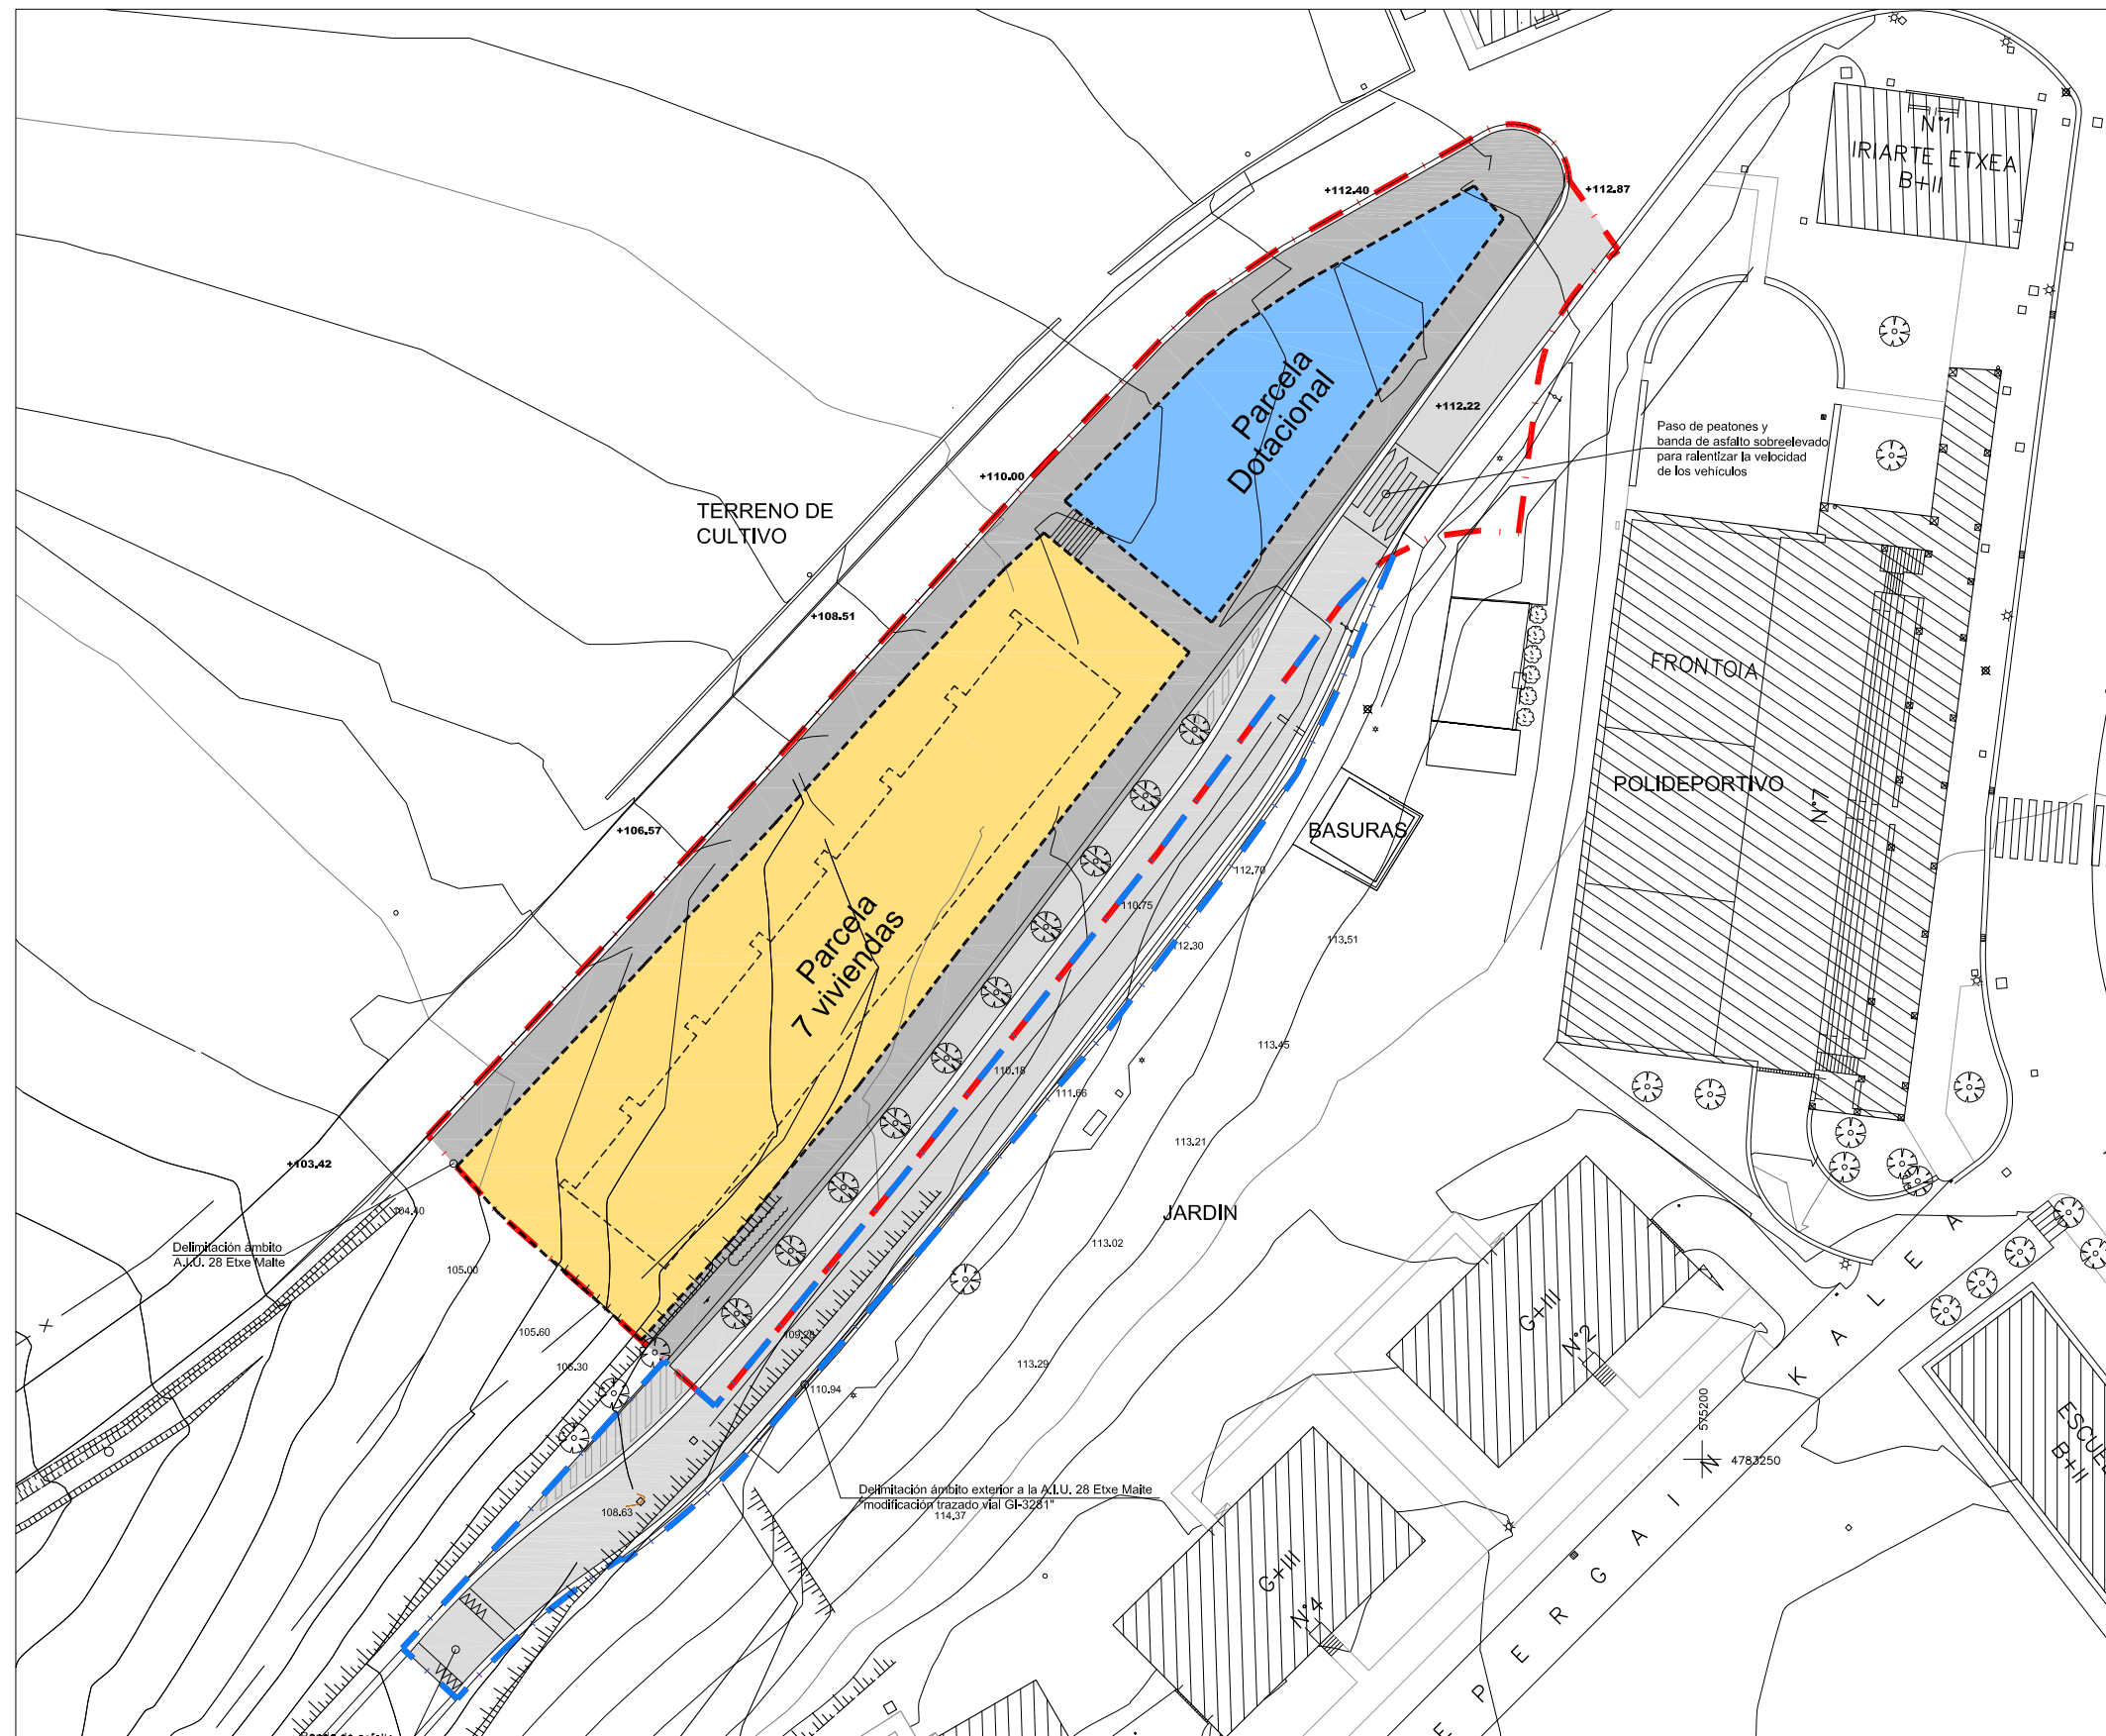 N°1
IRIARTE ETXEA
B+II
+112.40
+112.87
Parcela
Dotacional
+112.22
Paso de peatones y
banda de asfalto sobreelevado
para ralentizar la velocidad
de los vehículos
+110.00
TERRENO DE
CULTIVO
+108.51
FRONTOIA
POLIDEPORTIVO
N°7
+106.57
BASURAS
112.70
110.75
112.30
113.51
Parcela
7 viviendas
113.45
110.18
111.66
113.21
+103.42
104.40
JARDIN
113.02
Delimitación ámbito
A.I.U. 28 Etxe Maite
105.00
105.60
106.30
113.29
110.94
G+III
N°2
575200
4783250
Delimitación ámbito exterior a la A.I.U. 28 Etxe Maite
"modificación trazado vial GI-3281"
114.37
108.63
G+III
N°4
B+II
E P E R G A I N K A L E A